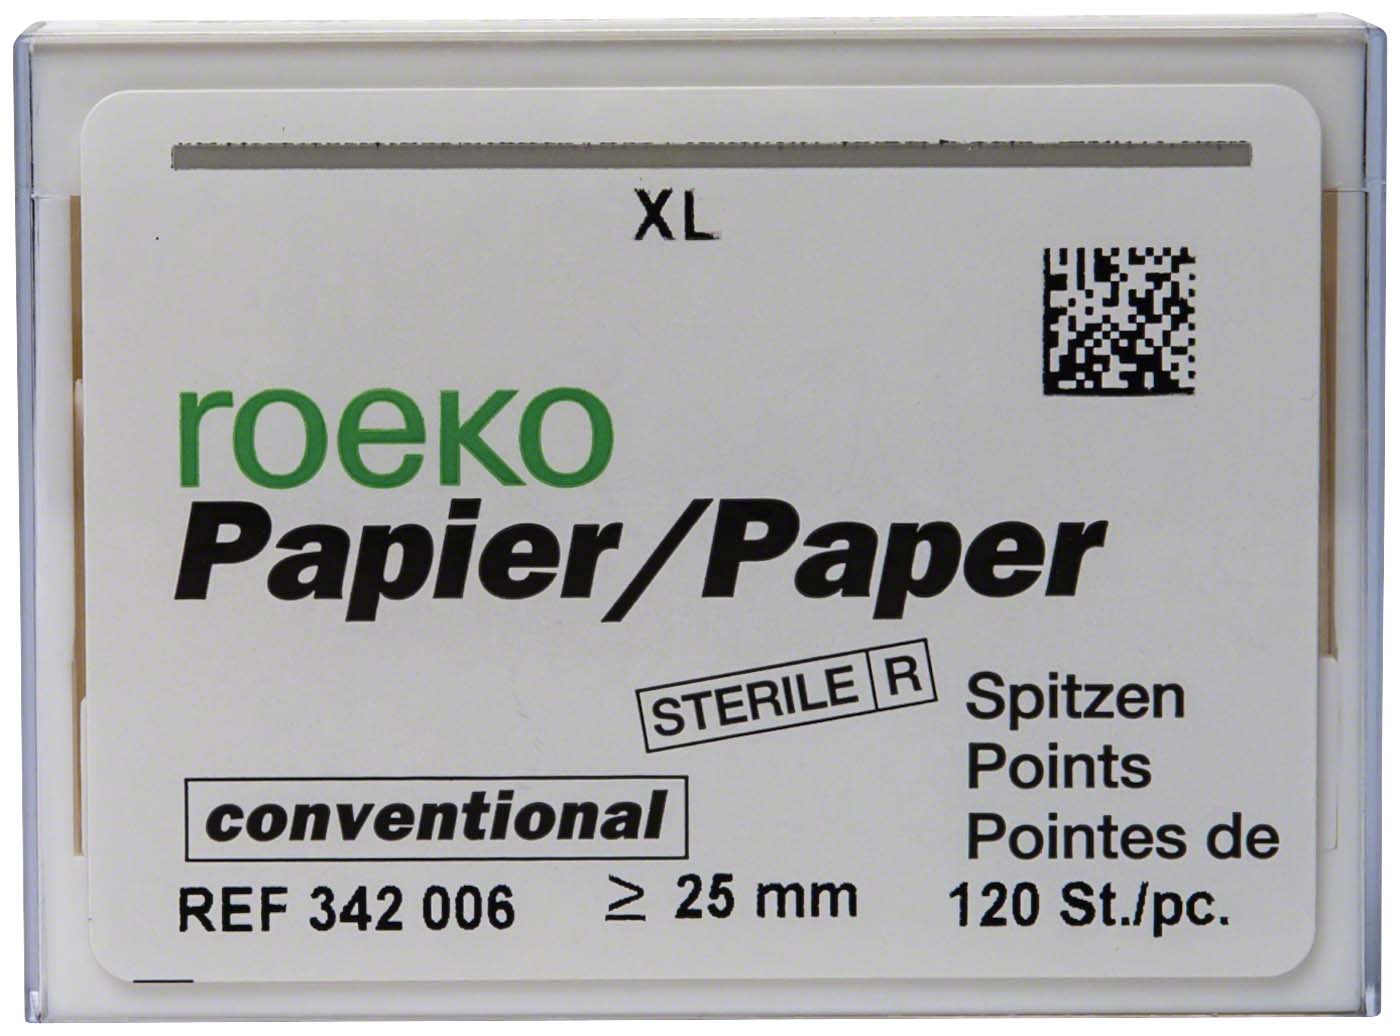 XL
roeko
Papier/Paper
STERILE R
Spitzen
Points
Pointes de
conventional
REF 342 006
≥ 25 mm
120 St./pc.